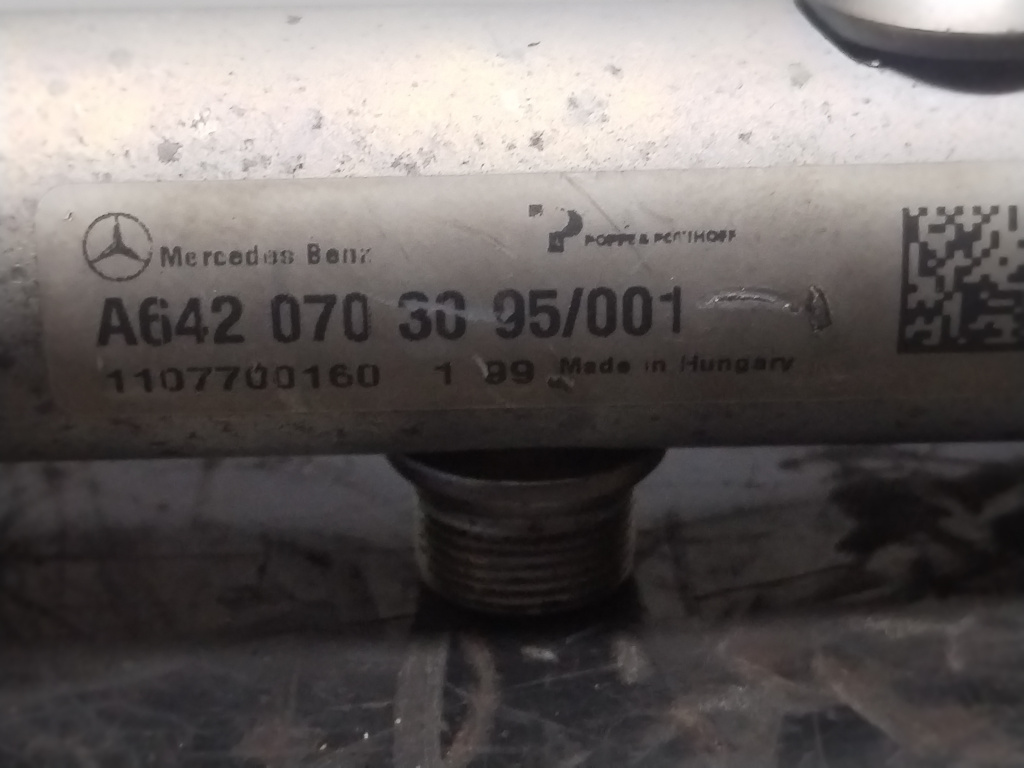 Mercedes Benz
POPPE & POTTHOFF
A642 070 30 95/001
1107700160 1 99 Made in Hungary